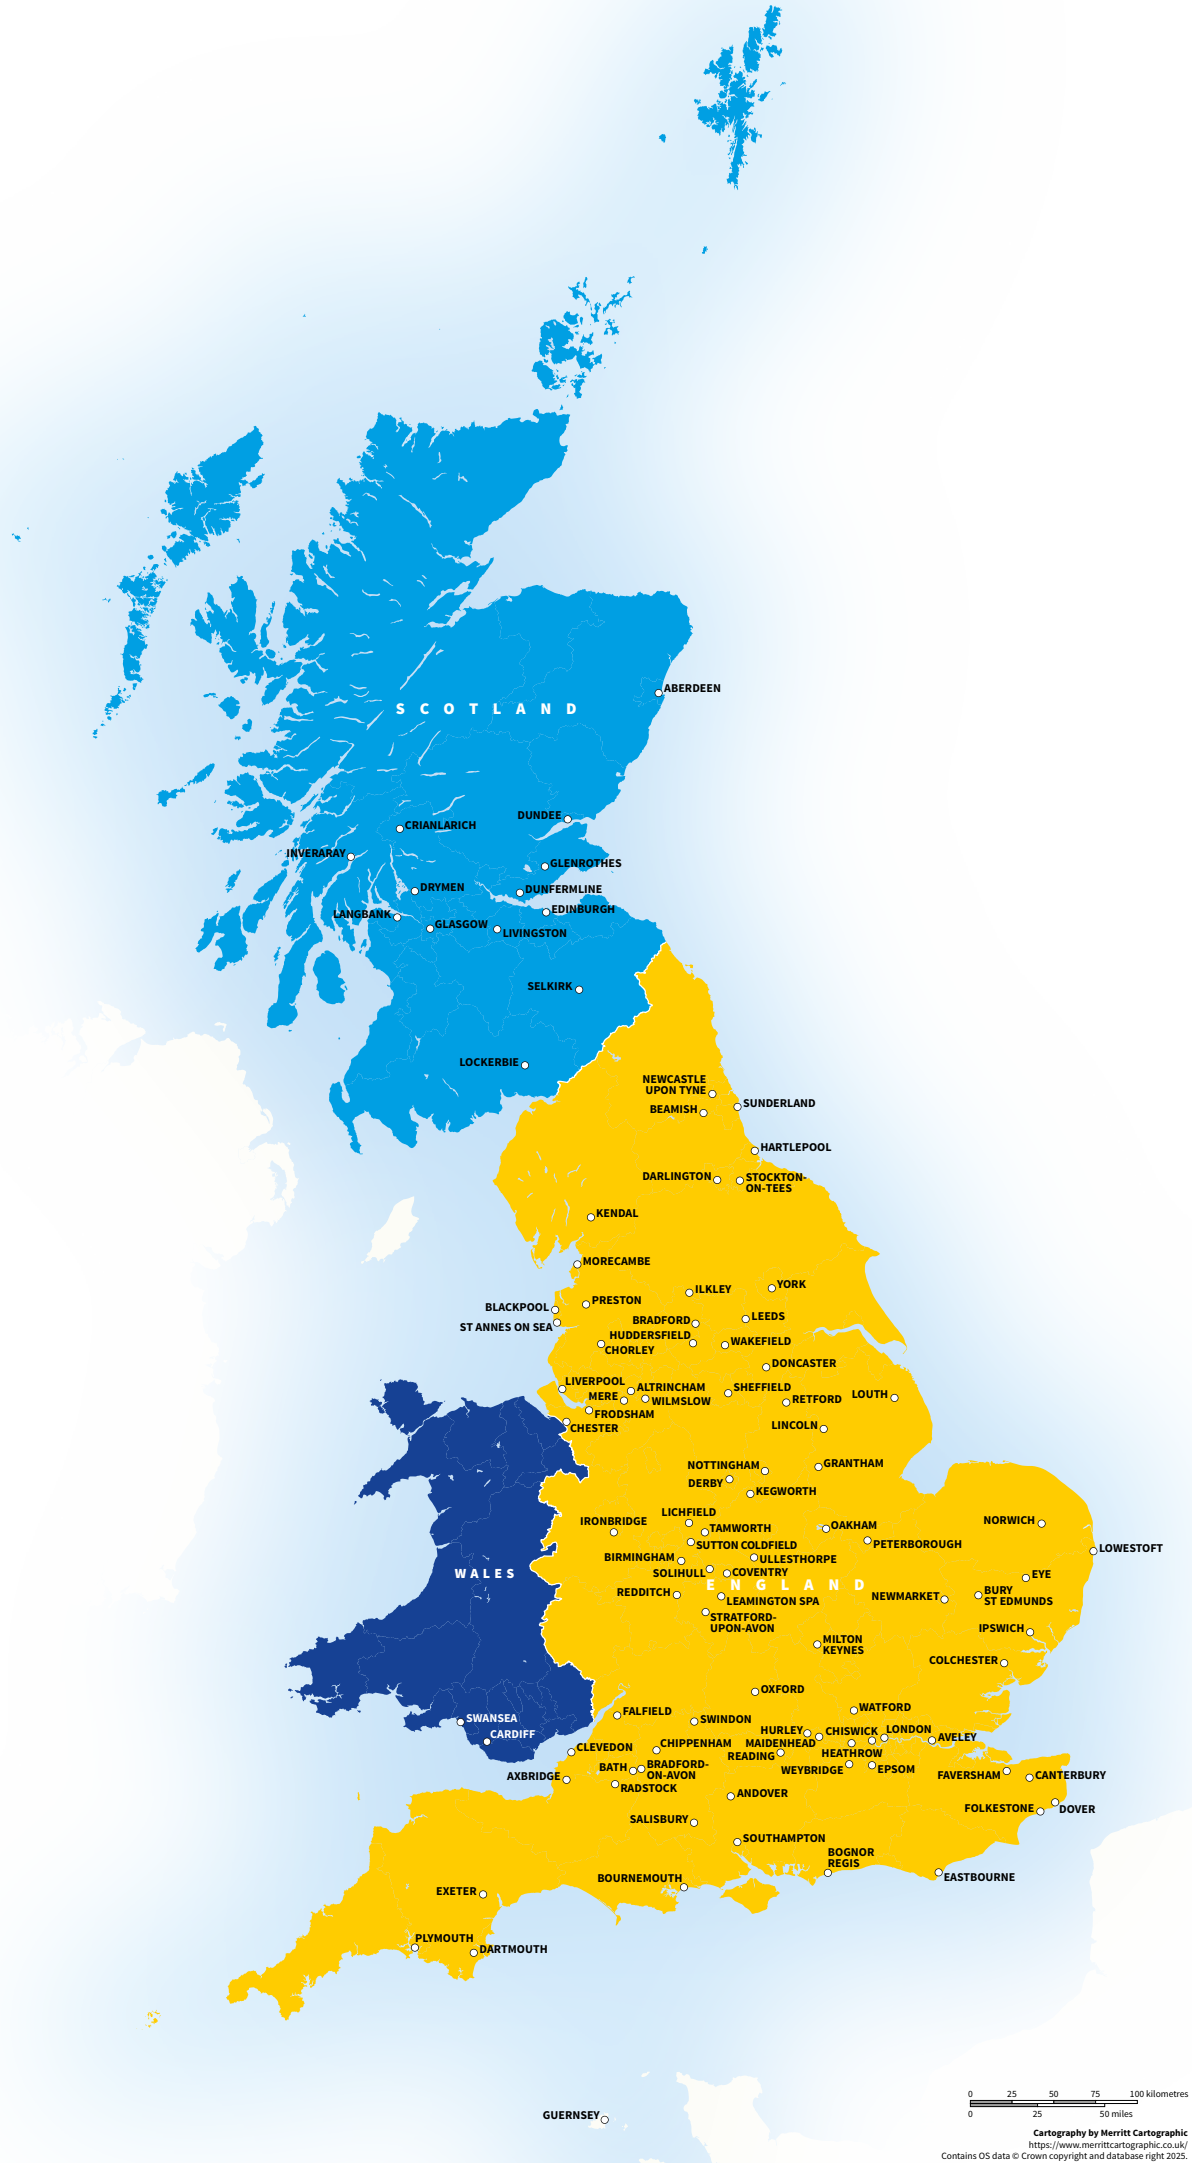 ABERDEEN
SCOTLAND
DUNDEE
CRIANLARICH
INVERARAY
GLENROTHES
DRYMEN
DUNFERMLINE
LANGBANK
EDINBURGH
GLASGOW
LIVINGSTON
SELKIRK
LOCKERBIE
NEWCASTLE
UPON TYNE
SUNDERLAND
BEAMISH
HARTLEPOOL
DARLINGTON
STOCKTON-
ON-TEES
KENDAL
MORECAMBE
ILKLEY
YORK
PRESTON
BLACKPOOL
ST ANNES ON SEA
BRADFORD
LEEDS
HUDDERSFIELD
WAKEFIELD
CHORLEY
DONCASTER
LIVERPOOL
ALTRINCHAM
SHEFFIELD
MERE
WILMSLOW
RETFORD
LOUTH
FRODSHAM
CHESTER
LINCOLN
NOTTINGHAM
GRANTHAM
DERBY
KEGWORTH
LICHFIELD
IRONBRIDGE
TAMWORTH
OAKHAM
NORWICH
SUTTON COLDFIELD
PETERBOROUGH
LOWESTOFT
BIRMINGHAM
ULLESTHORPE
SOLIHULL
COVENTRY
WALES
EYE
ENGLAND
REDDITCH
LEAMINGTON SPA
NEWMARKET
BURY
ST EDMUNDS
STRATFORD-
UPON-AVON
IPSWICH
MILTON
KEYNES
COLCHESTER
OXFORD
FALFIELD
WATFORD
SWANSEA
SWINDON
CARDIFF
HURLEY
CHISWICK
LONDON
AVELEY
CLEVEDON
CHIPPENHAM
MAIDENHEAD
READING
HEATHROW
BATH
BRADFORD-
ON-AVON
WEYBRIDGE
EPSOM
AXBRIDGE
FAVERSHAM
CANTERBURY
RADSTOCK
ANDOVER
FOLKESTONE
DOVER
SALISBURY
SOUTHAMPTON
BOGNOR
REGIS
BOURNEMOUTH
EASTBOURNE
EXETER
PLYMOUTH
DARTMOUTH
GUERNSEY
0 25 50 75 100 kilometres
0 25 50 miles
Cartography by Merritt Cartographic
https://www.merrittcartographic.co.uk/
Contains OS data © Crown copyright and database right 2025.